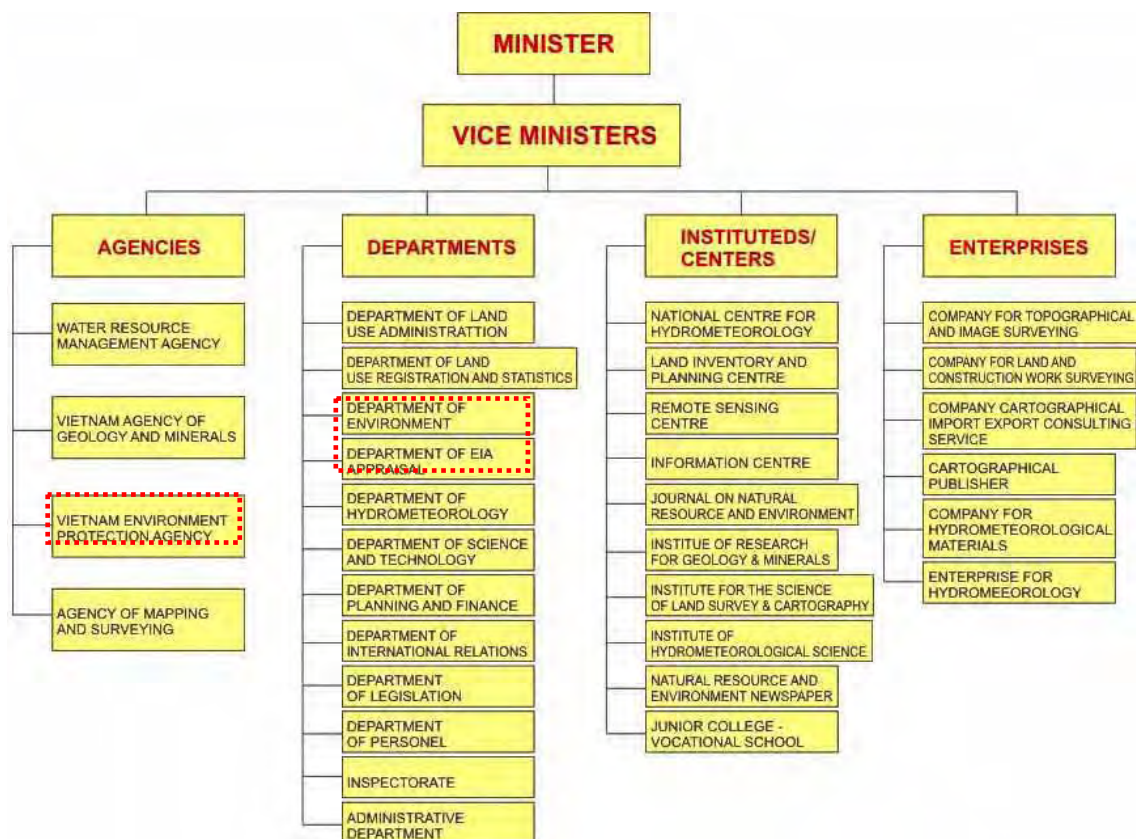 MINISTER
VICE MINISTERS
AGENCIES
WATER RESOURCE
MANAGEMENT AGENCY
VIETNAM AGENCY OF
GEOLOGY AND MINERALS
VIETNAM ENVIRONMENT
PROTECTION AGENCY
AGENCY OF MAPPING
AND SURVEYING
DEPARTMENTS
DEPARTMENT OF LAND
USE ADMINISTRATTION
DEPARTMENT OF LAND
USE REGISTRATION AND STATISTICS
DEPARTMENT OF
ENVIRONMENT
DEPARTMENT OF EIA
APPRAISAL
DEPARTMENT OF
HYDROMETEOROLOGY
DEPARTMENT OF SCIENCE
AND TECHNOLOGY
DEPARTMENT OF
PLANNING AND FINANCE
DEPARTMENT OF
INTERNATIONAL RELATIONS
DEPARTMENT
OF LEGISLATION
DEPARTMENT
OF PERSONEL
INSPECTORATE
ADMINISTRATIVE
DEPARTMENT
INSTITUTEDS/
CENTERS
NATIONAL CENTRE FOR
HYDROMETEOROLOGY
LAND INVENTORY AND
PLANNING CENTRE
REMOTE SENSING
CENTRE
INFORMATION CENTRE
JOURNAL ON NATURAL
RESOURCE AND ENVIRONMENT
INSTITUE OF RESEARCH
FOR GEOLOGY & MINERALS
INSTITUTE FOR THE SCIENCE
OF LAND SURVEY & CARTOGRAPHY
INSTITUTE OF
HYDROMETEOROLOGICAL SCIENCE
NATURAL RESOURCE AND
ENVIRONMENT NEWSPAPER
JUNIOR COLLEGE -
VOCATIONAL SCHOOL
ENTERPRISES
COMPANY FOR TOPOGRAPHICAL
AND IMAGE SURVEYING
COMPANY FOR LAND AND
CONSTRUCTION WORK SURVEYING
COMPANY CARTOGRAPHICAL
IMPORT EXPORT CONSULTING
SERVICE
CARTOGRAPHICAL
PUBLISHER
COMPANY FOR
HYDROMETEOROLOGICAL
MATERIALS
ENTERPRISE FOR
HYDROMEEOROLOGY